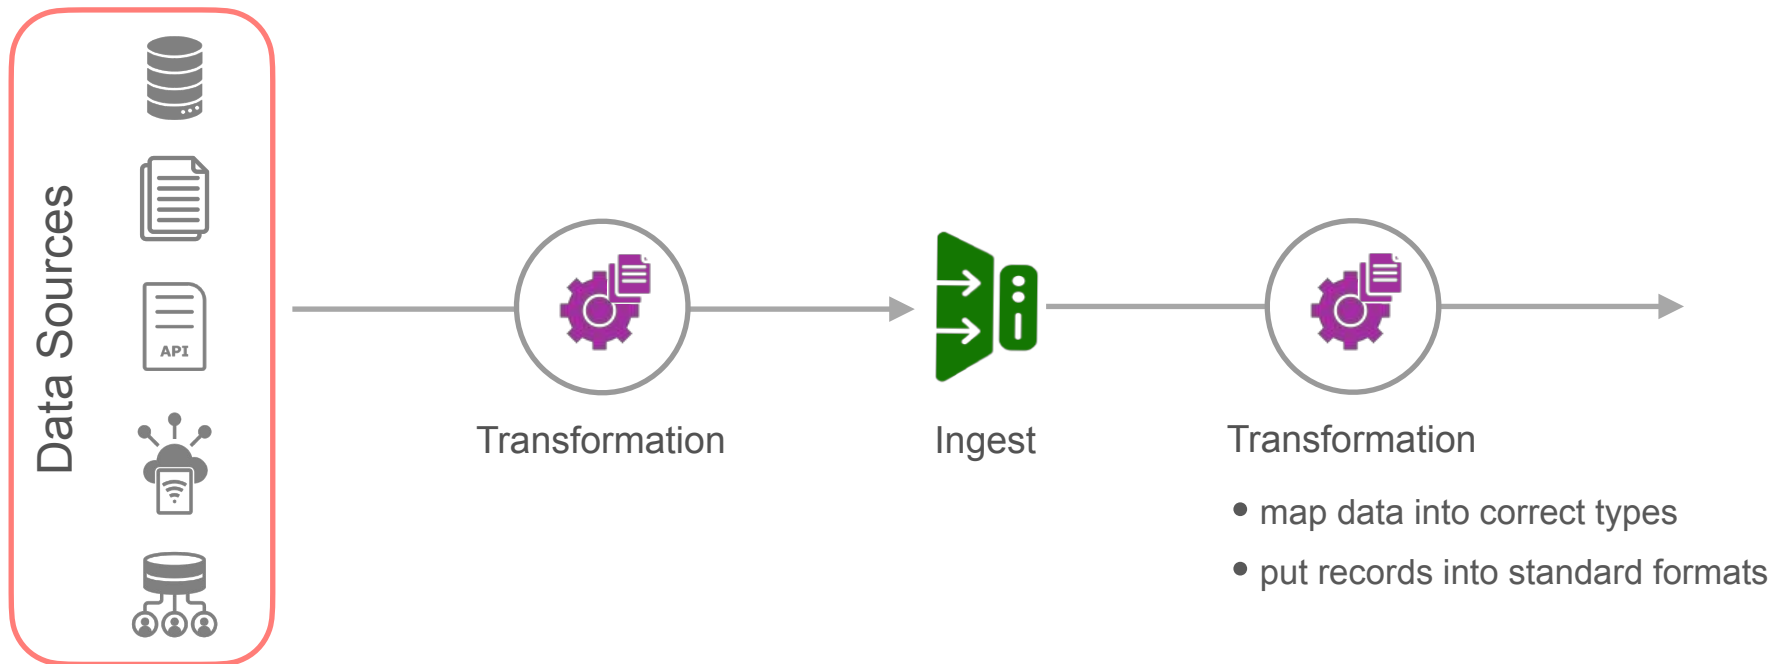 Data Sources
API
Transformation
Ingest
Transformation
• map data into correct types
• put records into standard formats